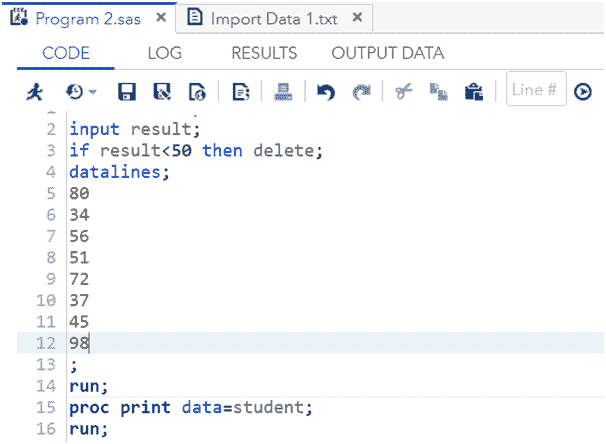 Program 2.sas × Import Data 1.txt ×
CODE LOG RESULTS OUTPUT DATA
Line #
2 input result;
3 if result<50 then delete;
4 datalines;
5 80
6 34
7 56
8 51
9 72
10 37
11 45
12 98
13 ;
14 run;
15 proc print data=student;
16 run;